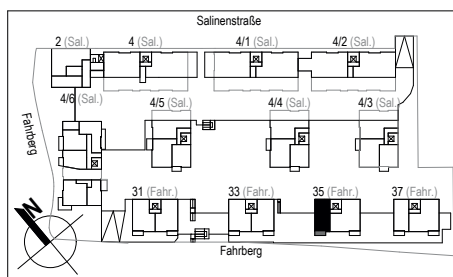 Salinenstraße
2 (Sal.) 4 (Sal.) 4/1 (Sal.) 4/2 (Sal.)
4/6 (Sal.) 4/5 (Sal.) 4/4 (Sal.) 4/3 (Sal.)
Fahrberg
31 (Fahr.) 33 (Fahr.) 35 (Fahr.) 37 (Fahr.)
N
Fahrberg